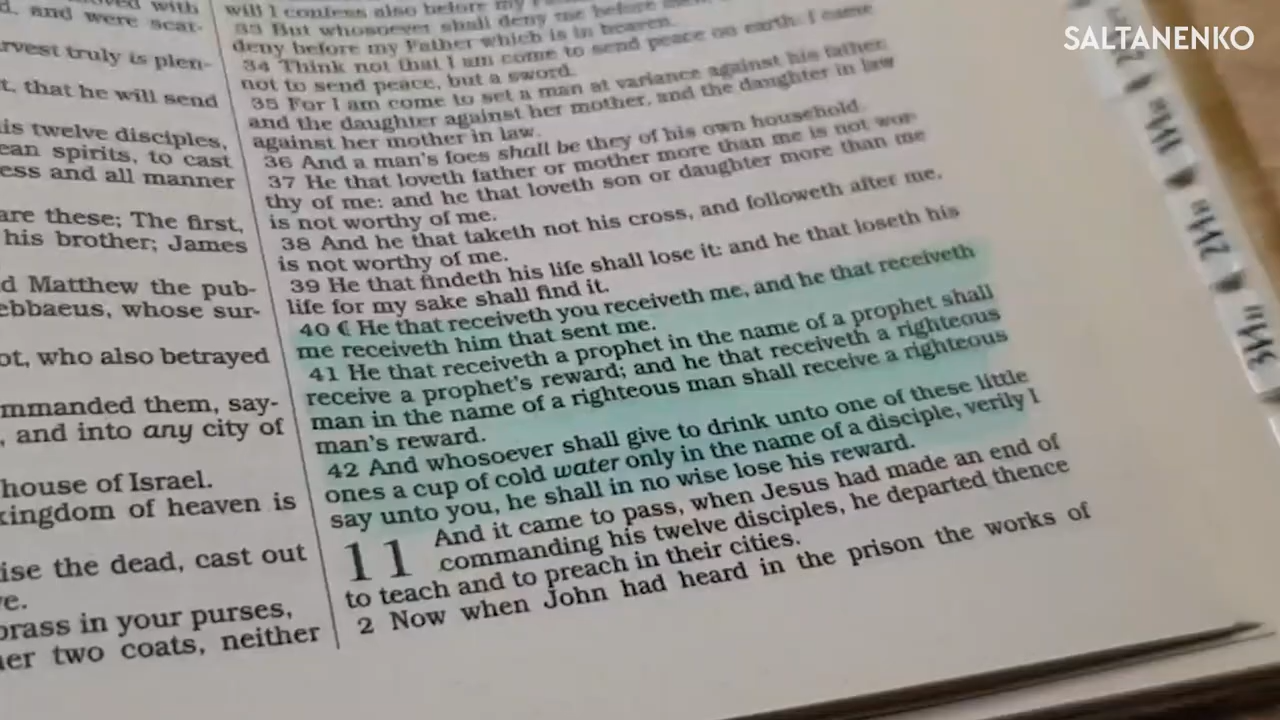 SALTANENKO
oved with
d, and were scat-
rvest truly is plen-
t, that he will send
is twelve disciples,
ean spirits, to cast
ess and all manner
are these; The first,
his brother; James
d Matthew the pub-
ebbaeus, whose sur-
ot, who also betrayed
mmanded them, say-
, and into any city of
house of Israel.
kingdom of heaven is
ise the dead, cast out
ve.
brass in your purses,
her two coats, neither
will I confess also before my
33 But whosoever shall deny me before
deny before my Father which is in heaven.
34 Think not that I am come to send peace on earth: I came
not to send peace, but a sword.
35 For I am come to set a man at variance against his father,
and the daughter against her mother, and the daughter in law
against her mother in law.
36 And a man's foes shall be they of his own household.
37 He that loveth father or mother more than me is not wor-
thy of me: and he that loveth son or daughter more than me
is not worthy of me.
38 And he that taketh not his cross, and followeth after me,
is not worthy of me.
39 He that findeth his life shall lose it: and he that loseth his
life for my sake shall find it.
40 ¶ He that receiveth you receiveth me, and he that receiveth
me receiveth him that sent me.
41 He that receiveth a prophet in the name of a prophet shall
receive a prophet's reward; and he that receiveth a righteous
man in the name of a righteous man shall receive a righteous
man's reward.
42 And whosoever shall give to drink unto one of these little
ones a cup of cold water only in the name of a disciple, verily I
say unto you, he shall in no wise lose his reward.
11 And it came to pass, when Jesus had made an end of
commanding his twelve disciples, he departed thence
to teach and to preach in their cities.
2 Now when John had heard in the prison the works of